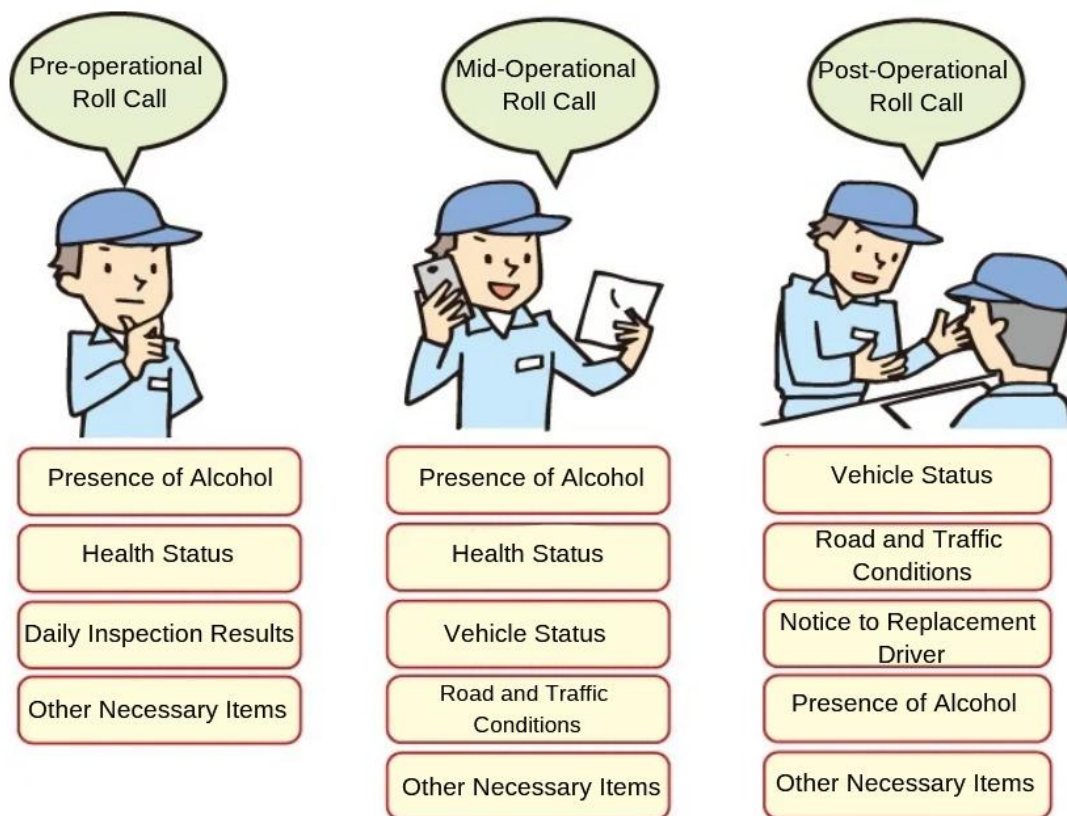 Pre-operational
Roll Call
Mid-Operational
Roll Call
Post-Operational
Roll Call
Presence of Alcohol
Health Status
Daily Inspection Results
Other Necessary Items
Presence of Alcohol
Health Status
Vehicle Status
Road and Traffic
Conditions
Other Necessary Items
Vehicle Status
Road and Traffic
Conditions
Notice to Replacement
Driver
Presence of Alcohol
Other Necessary Items